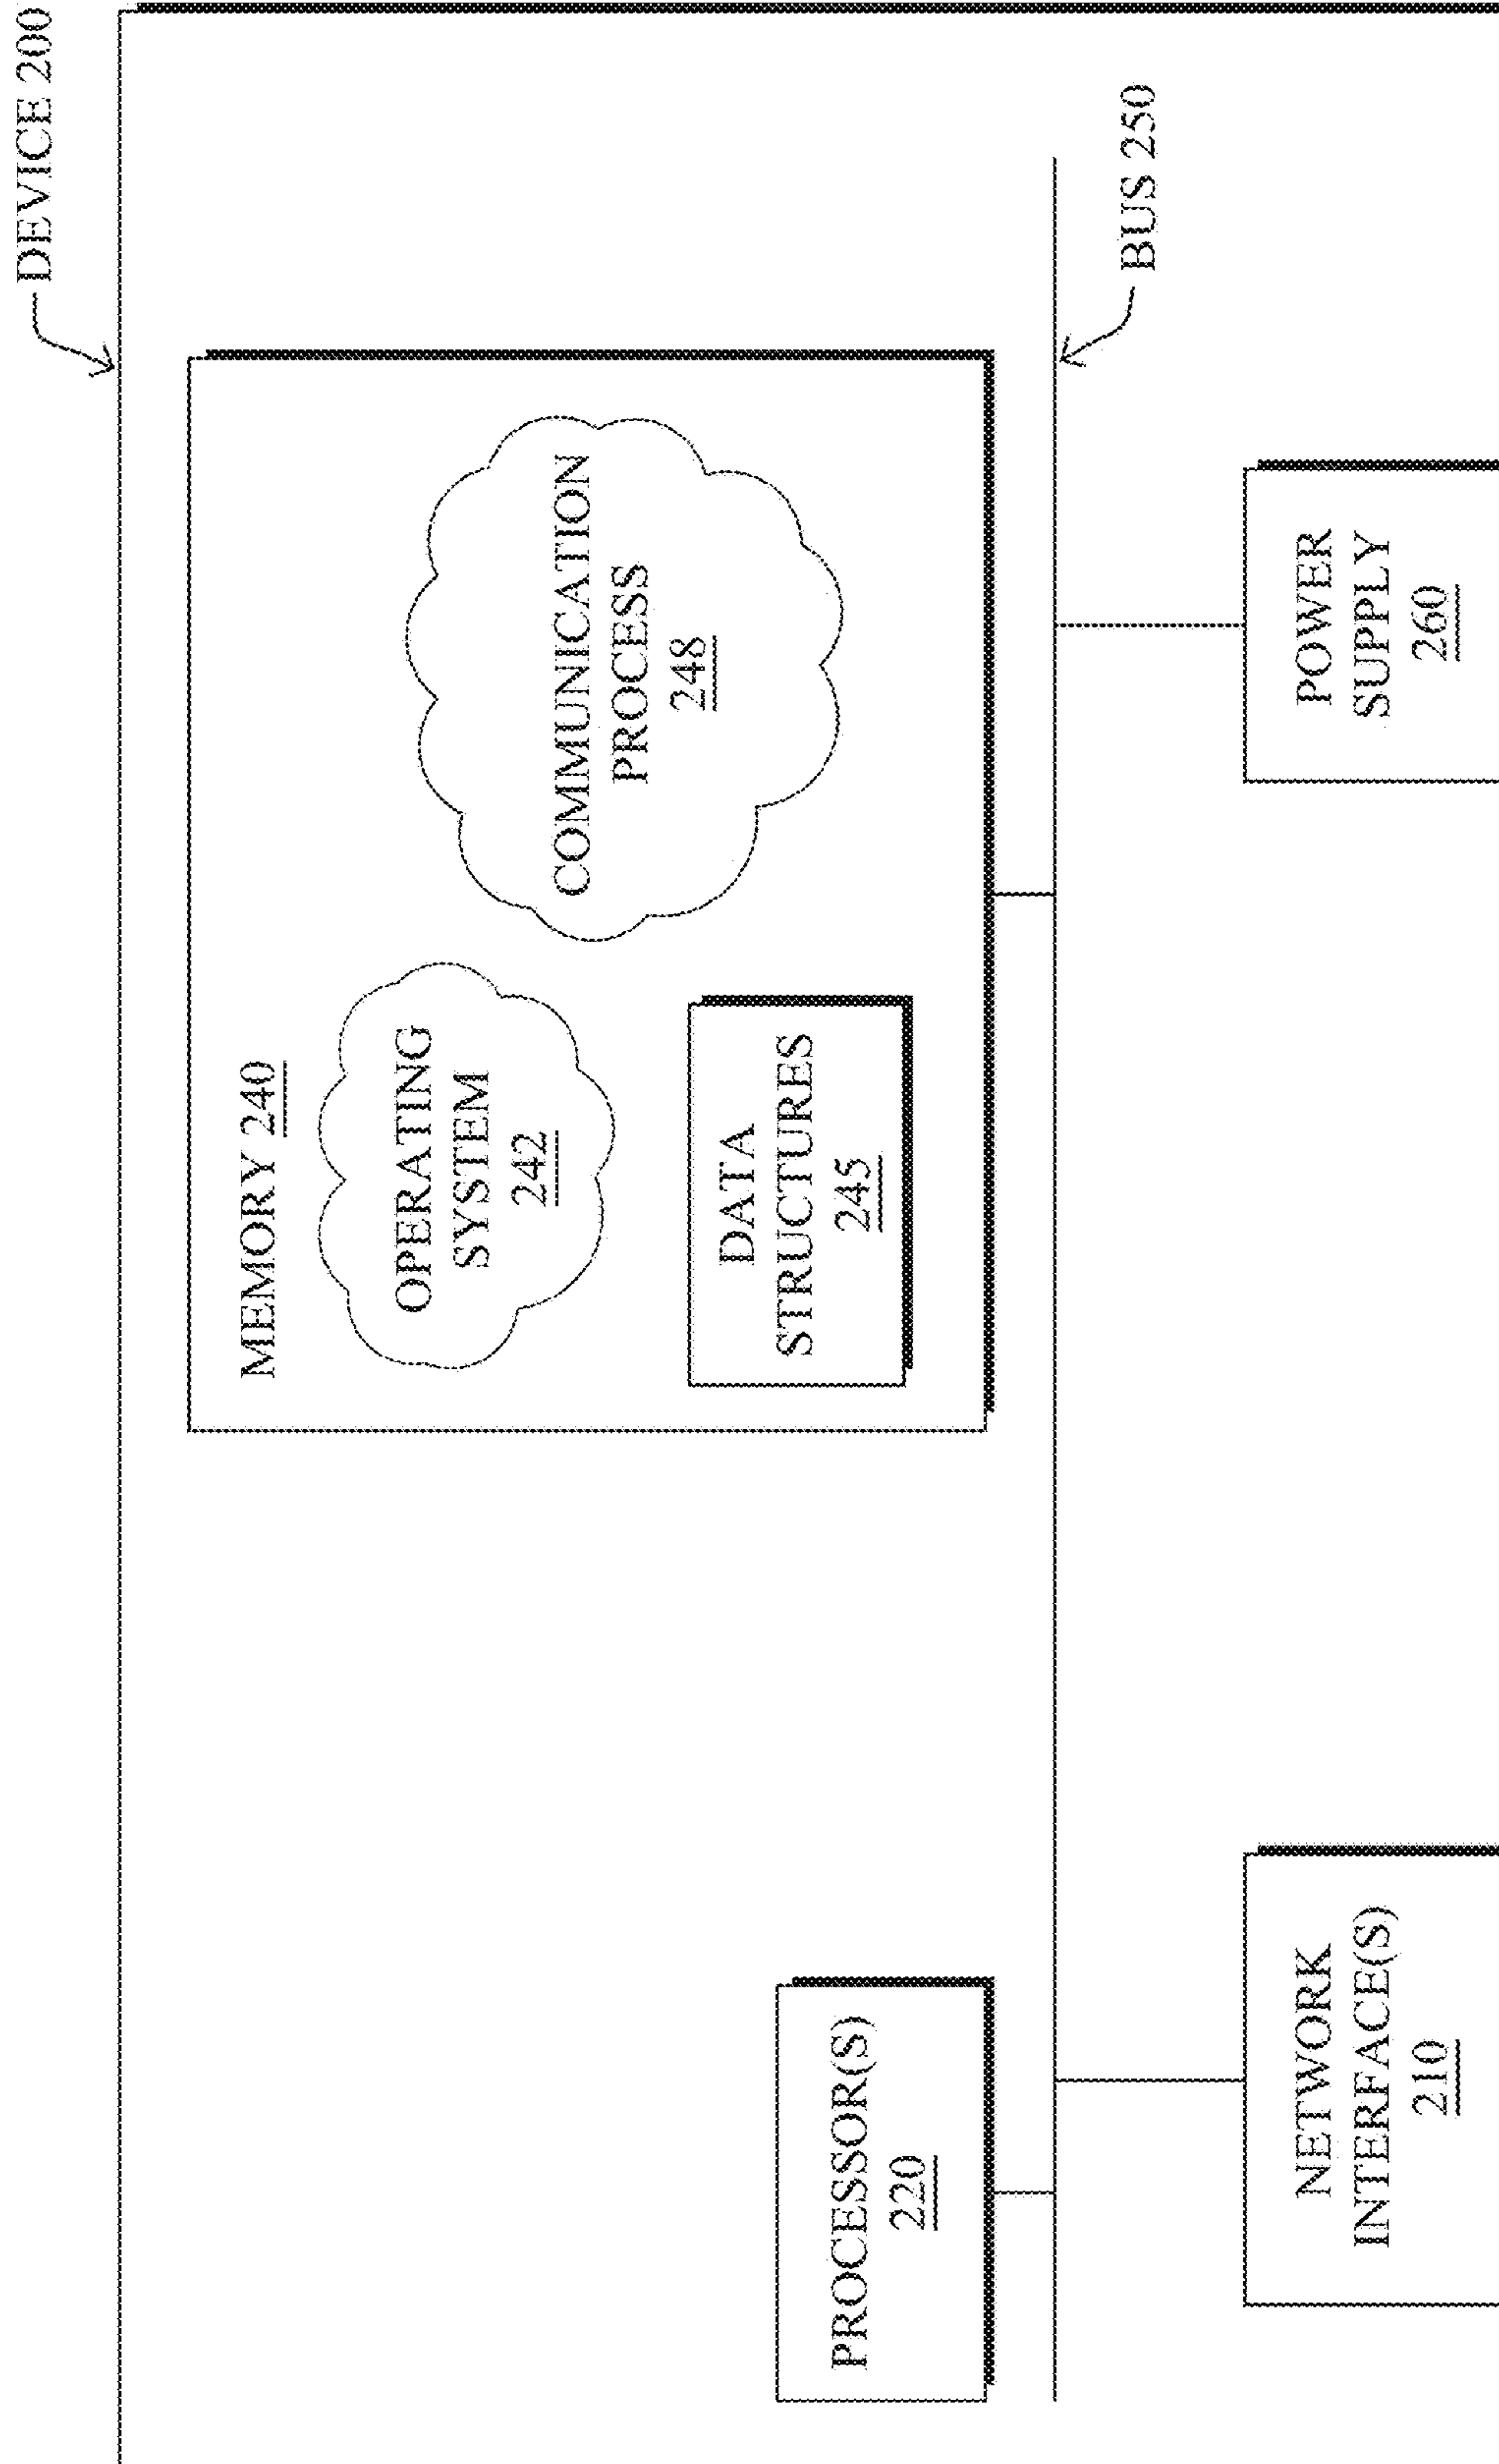 DEVICE 200
MEMORY 240
OPERATING
SYSTEM
242
COMMUNICATION
PROCESS
248
DATA
STRUCTURES
245
PROCESSOR(S)
220
BUS 250
NETWORK
INTERFACE(S)
210
POWER
SUPPLY
260